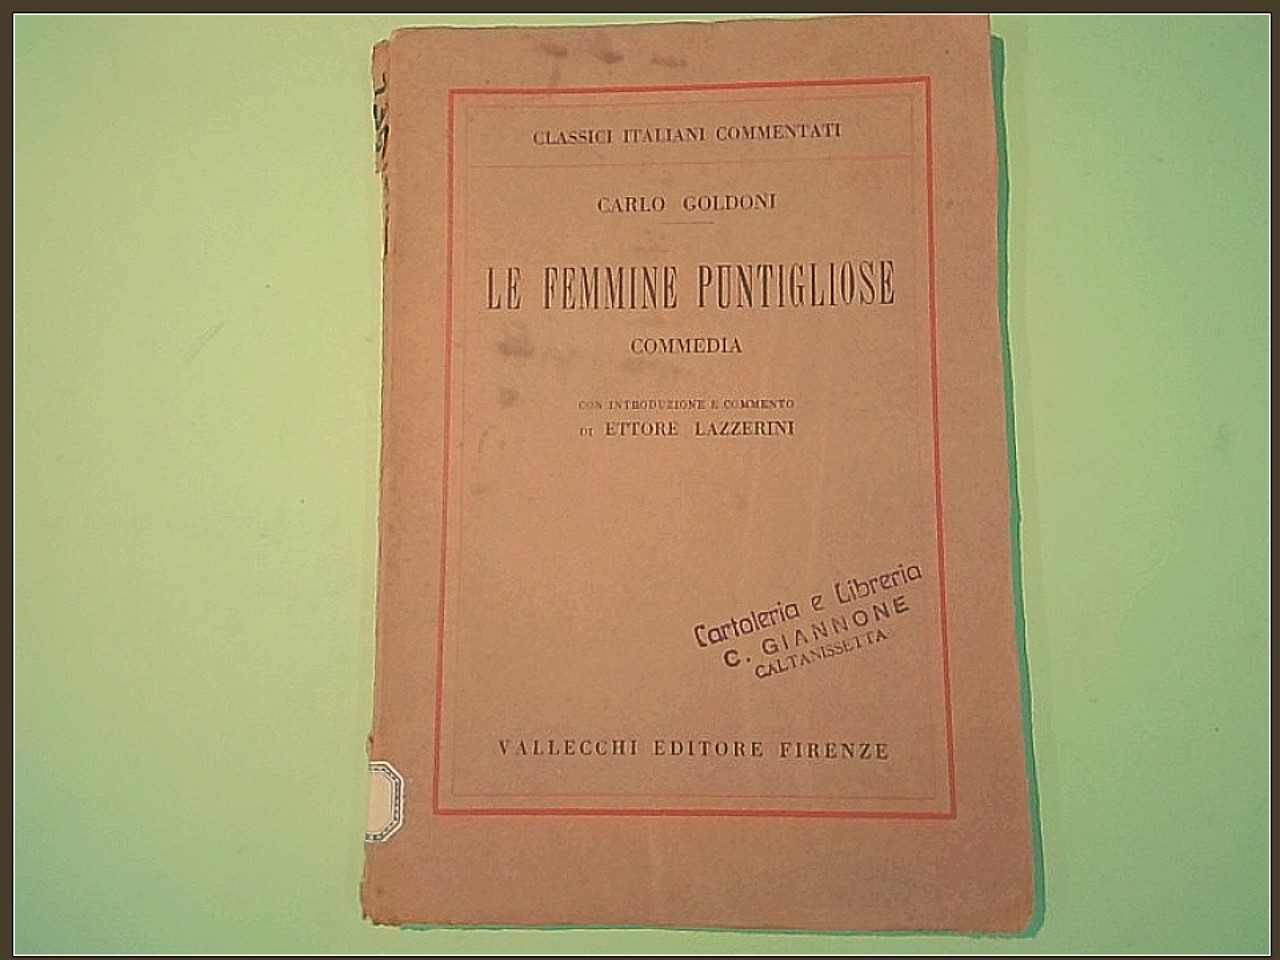 CLASSICI ITALIANI COMMENTATI
CARLO GOLDONI
LE FEMMINE PUNTIGLIOSE
COMMEDIA
CON INTRODUZIONE E COMMENTO
DI ETTORE LAZZERINI
Cartoleria e Libreria
C. GIANNONE
CALTANISSETTA
VALLECCHI EDITORE FIRENZE